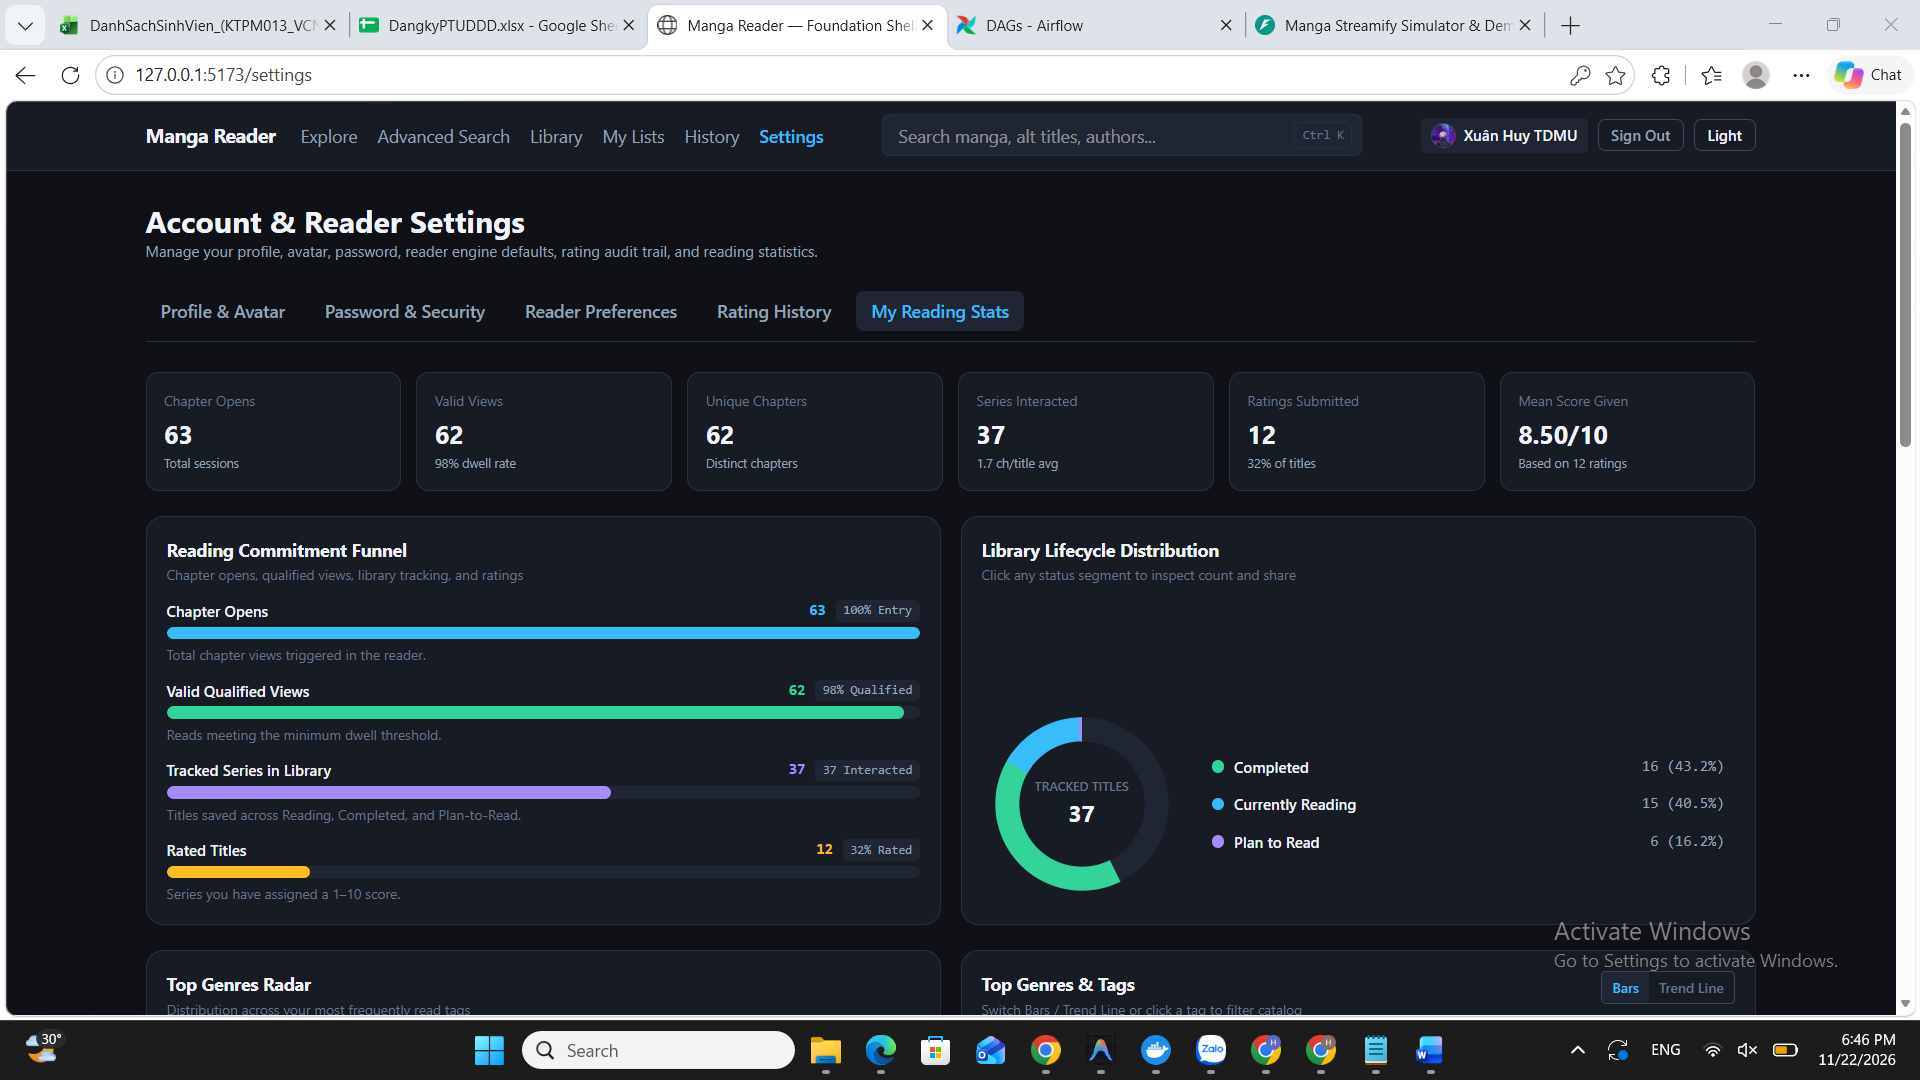 DanhSachSinhVien_(KTPM013_VCN
DangkyPTUDDD.xlsx - Google She
Manga Reader — Foundation Shel
DAGs - Airflow
Manga Streamify Simulator & Dem
127.0.0.1:5173/settings
Chat
Manga Reader
Explore
Advanced Search
Library
My Lists
History
Settings
Search manga, alt titles, authors...
Ctrl K
Xuân Huy TDMU
Sign Out
Light
Account & Reader Settings
Manage your profile, avatar, password, reader engine defaults, rating audit trail, and reading statistics.
Profile & Avatar
Password & Security
Reader Preferences
Rating History
My Reading Stats
Chapter Opens
63
Total sessions
Valid Views
62
98% dwell rate
Unique Chapters
62
Distinct chapters
Series Interacted
37
1.7 ch/title avg
Ratings Submitted
12
32% of titles
Mean Score Given
8.50/10
Based on 12 ratings
Reading Commitment Funnel
Chapter opens, qualified views, library tracking, and ratings
Chapter Opens
63
100% Entry
Total chapter views triggered in the reader.
Valid Qualified Views
62
98% Qualified
Reads meeting the minimum dwell threshold.
Tracked Series in Library
37
37 Interacted
Titles saved across Reading, Completed, and Plan-to-Read.
Rated Titles
12
32% Rated
Series you have assigned a 1–10 score.
Library Lifecycle Distribution
Click any status segment to inspect count and share
TRACKED TITLES
37
Completed
16 (43.2%)
Currently Reading
15 (40.5%)
Plan to Read
6 (16.2%)
Top Genres Radar
Distribution across your most frequently read tags
Top Genres & Tags
Switch Bars / Trend Line or click a tag to filter catalog
Bars
Trend Line
Activate Windows
Go to Settings to activate Windows.
30°
Search
Zalo
ENG
6:46 PM
11/22/2026